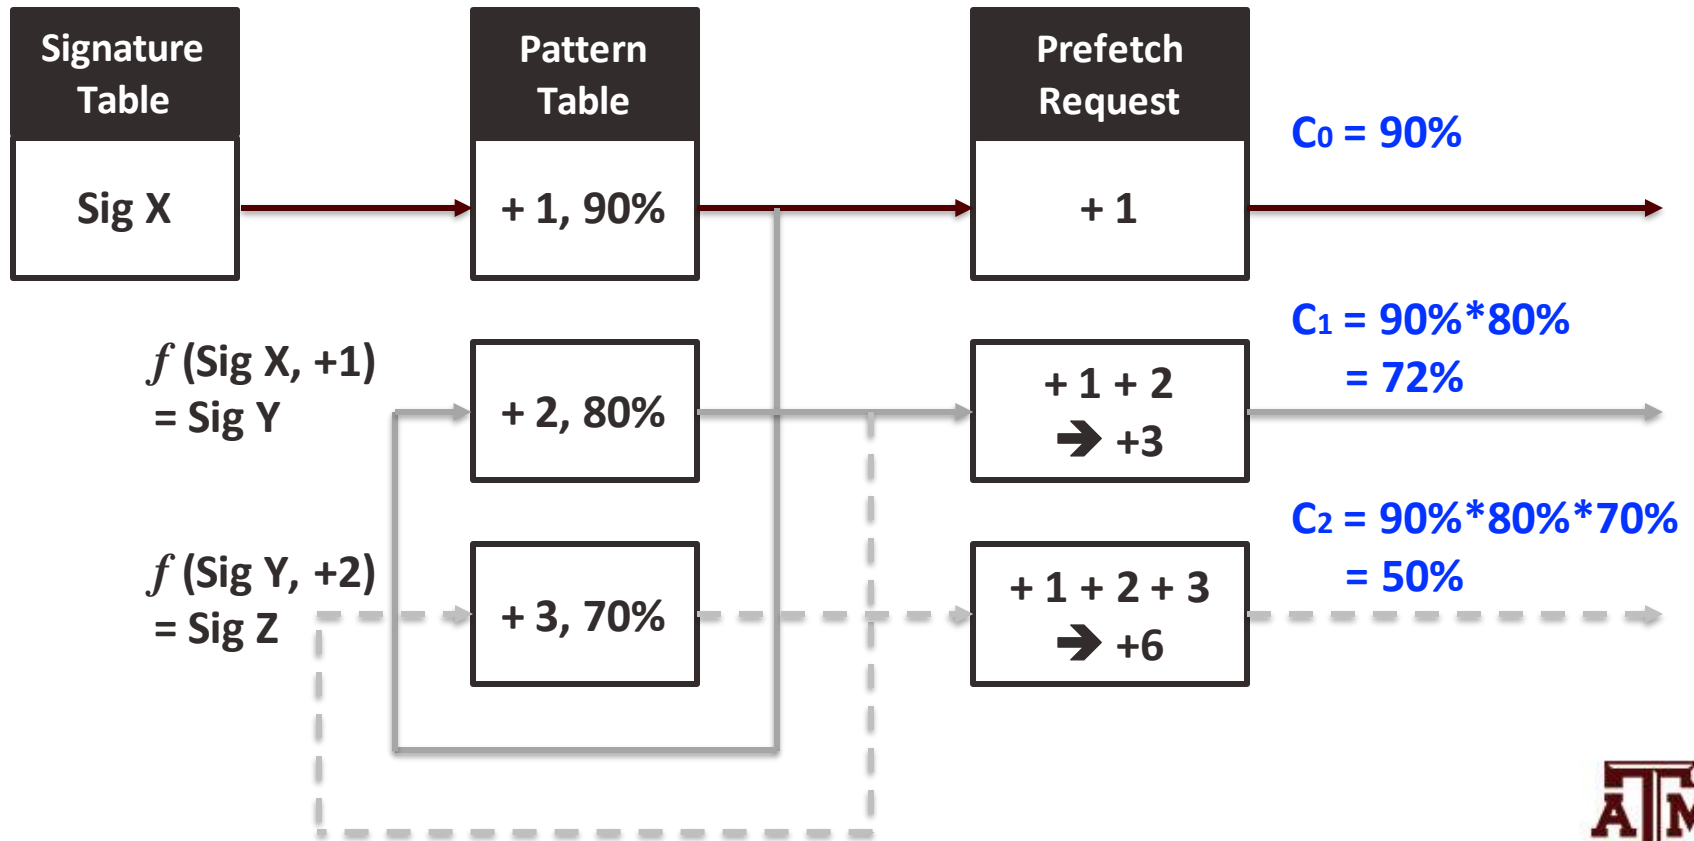 Signature
Table
Pattern
Table
Prefetch
Request
C0 = 90%
Sig X
+ 1, 90%
+ 1
C1 = 90%*80%
= 72%
f (Sig X, +1)
= Sig Y
+ 2, 80%
+ 1 + 2
➔ +3
C2 = 90%*80%*70%
= 50%
f (Sig Y, +2)
= Sig Z
+ 3, 70%
+ 1 + 2 + 3
➔ +6
ATM